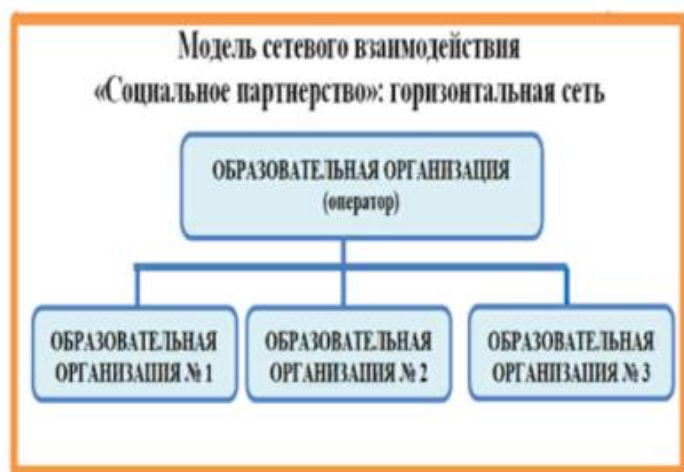 Модель сетевого взаимодействия
«Социальное партнерство»: горизонтальная сеть
ОБРАЗОВАТЕЛЬНАЯ ОРГАНИЗАЦИЯ
(оператор)
ОБРАЗОВАТЕЛЬНАЯ
ОРГАНИЗАЦИЯ № 1
ОБРАЗОВАТЕЛЬНАЯ
ОРГАНИЗАЦИЯ № 2
ОБРАЗОВАТЕЛЬНАЯ
ОРГАНИЗАЦИЯ № 3